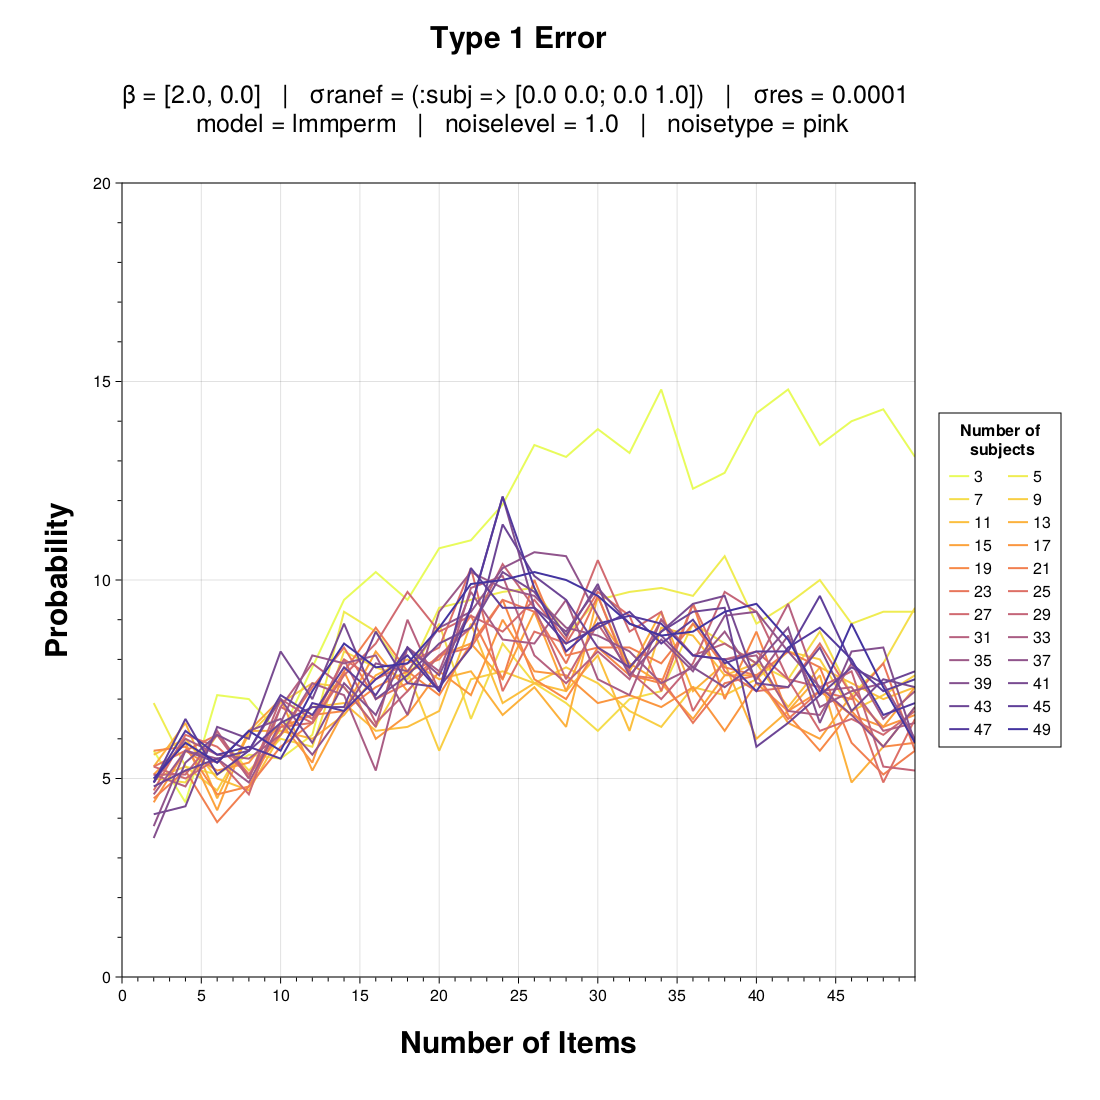 Type 1 Error
β = [2.0, 0.0] | σranef = (:subj => [0.0 0.0; 0.0 1.0]) | σres = 0.0001
model = lmmperm | noiselevel = 1.0 | noisetype = pink
Probability
20
15
10
5
0
0 5 10 15 20 25 30 35 40 45
Number of Items
Number of
subjects
3 5
7 9
11 13
15 17
19 21
23 25
27 29
31 33
35 37
39 41
43 45
47 49